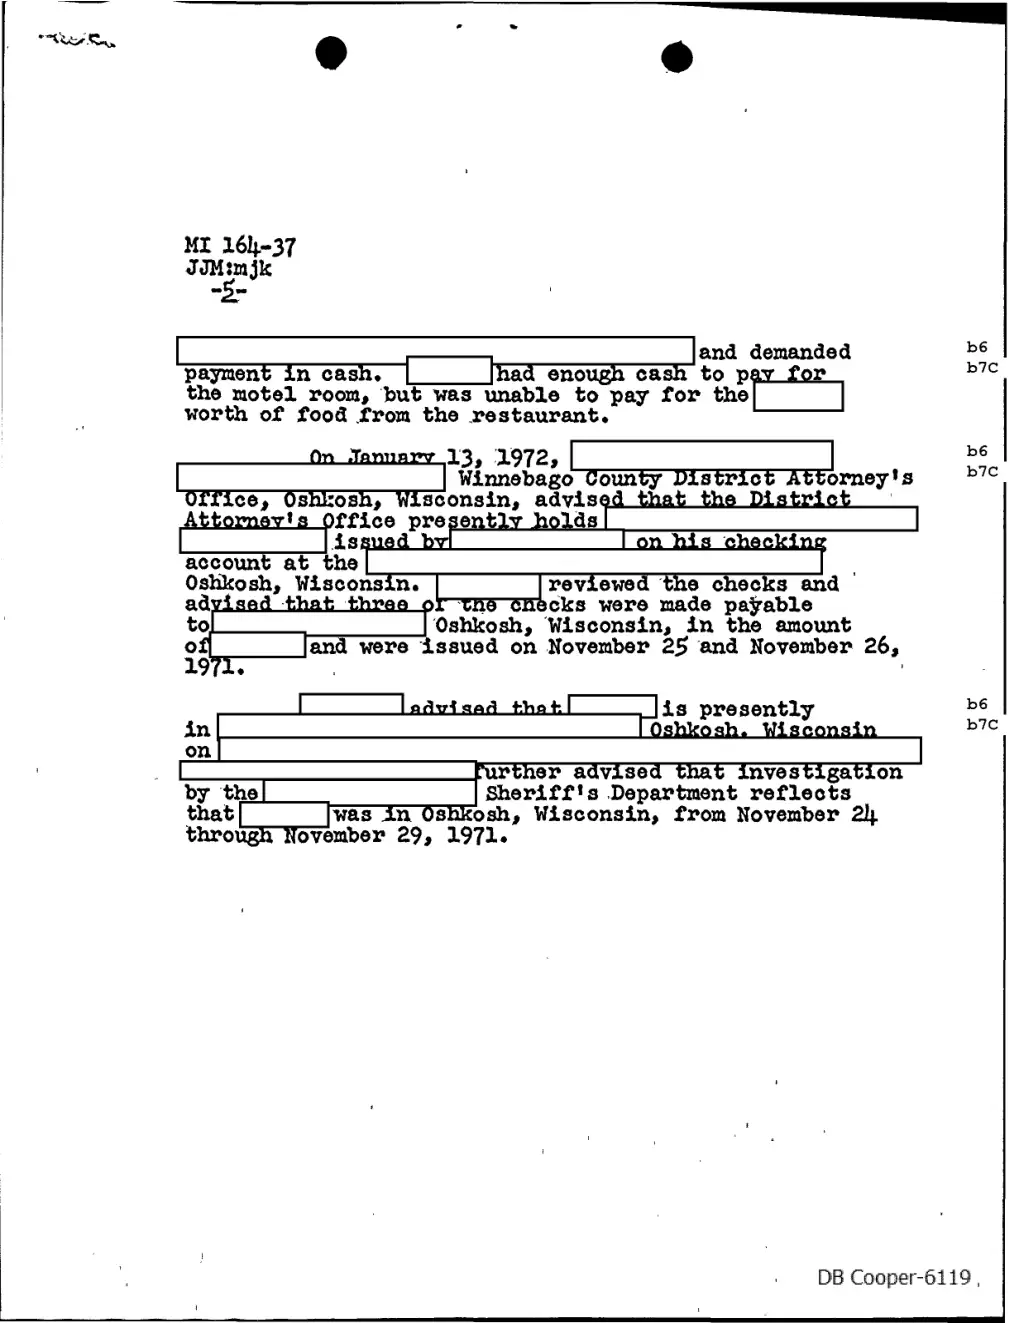 MI 164-37
JJM:mjk
-5-
and demanded b6
payment in cash. had enough cash to pay for b7C
the motel room, but was unable to pay for the
worth of food from the restaurant.
On January 13, 1972, b6
Winnebago County District Attorney's b7C
Office, Oshkosh, Wisconsin, advised that the District
Attorney's Office presently holds
issued by on his checking
account at the
Oshkosh, Wisconsin. reviewed the checks and
advised that three of the checks were made payable
to Oshkosh, Wisconsin, in the amount
of and were issued on November 25 and November 26,
1971.
advised that is presently b6
in Oshkosh, Wisconsin b7C
on
further advised that investigation
by the Sheriff's Department reflects
that was in Oshkosh, Wisconsin, from November 24
through November 29, 1971.
DB Cooper-6119